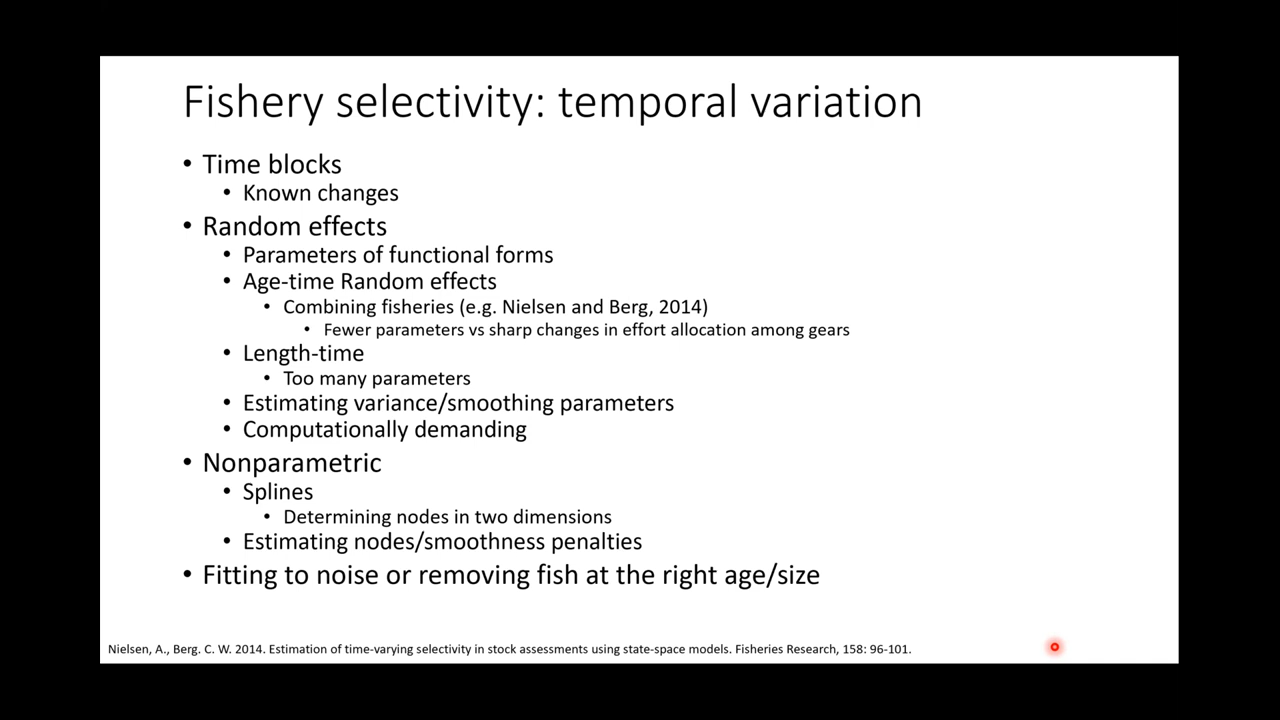 Fishery selectivity: temporal variation
• Time blocks
• Known changes
• Random effects
• Parameters of functional forms
• Age-time Random effects
• Combining fisheries (e.g. Nielsen and Berg, 2014)
• Fewer parameters vs sharp changes in effort allocation among gears
• Length-time
• Too many parameters
• Estimating variance/smoothing parameters
• Computationally demanding
• Nonparametric
• Splines
• Determining nodes in two dimensions
• Estimating nodes/smoothness penalties
• Fitting to noise or removing fish at the right age/size
Nielsen, A., Berg. C. W. 2014. Estimation of time-varying selectivity in stock assessments using state-space models. Fisheries Research, 158: 96-101.